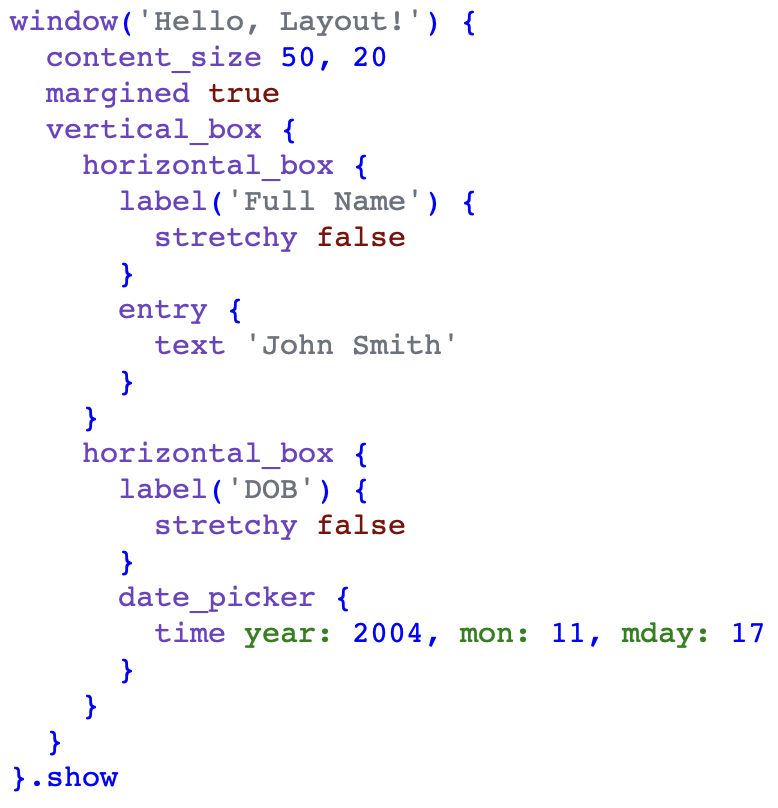 window('Hello, Layout!') {
  content_size 50, 20
  margined true
  vertical_box {
    horizontal_box {
      label('Full Name') {
        stretchy false
      }
      entry {
        text 'John Smith'
      }
    }
    horizontal_box {
      label('DOB') {
        stretchy false
      }
      date_picker {
        time year: 2004, mon: 11, mday: 17
      }
    }
  }
}.show